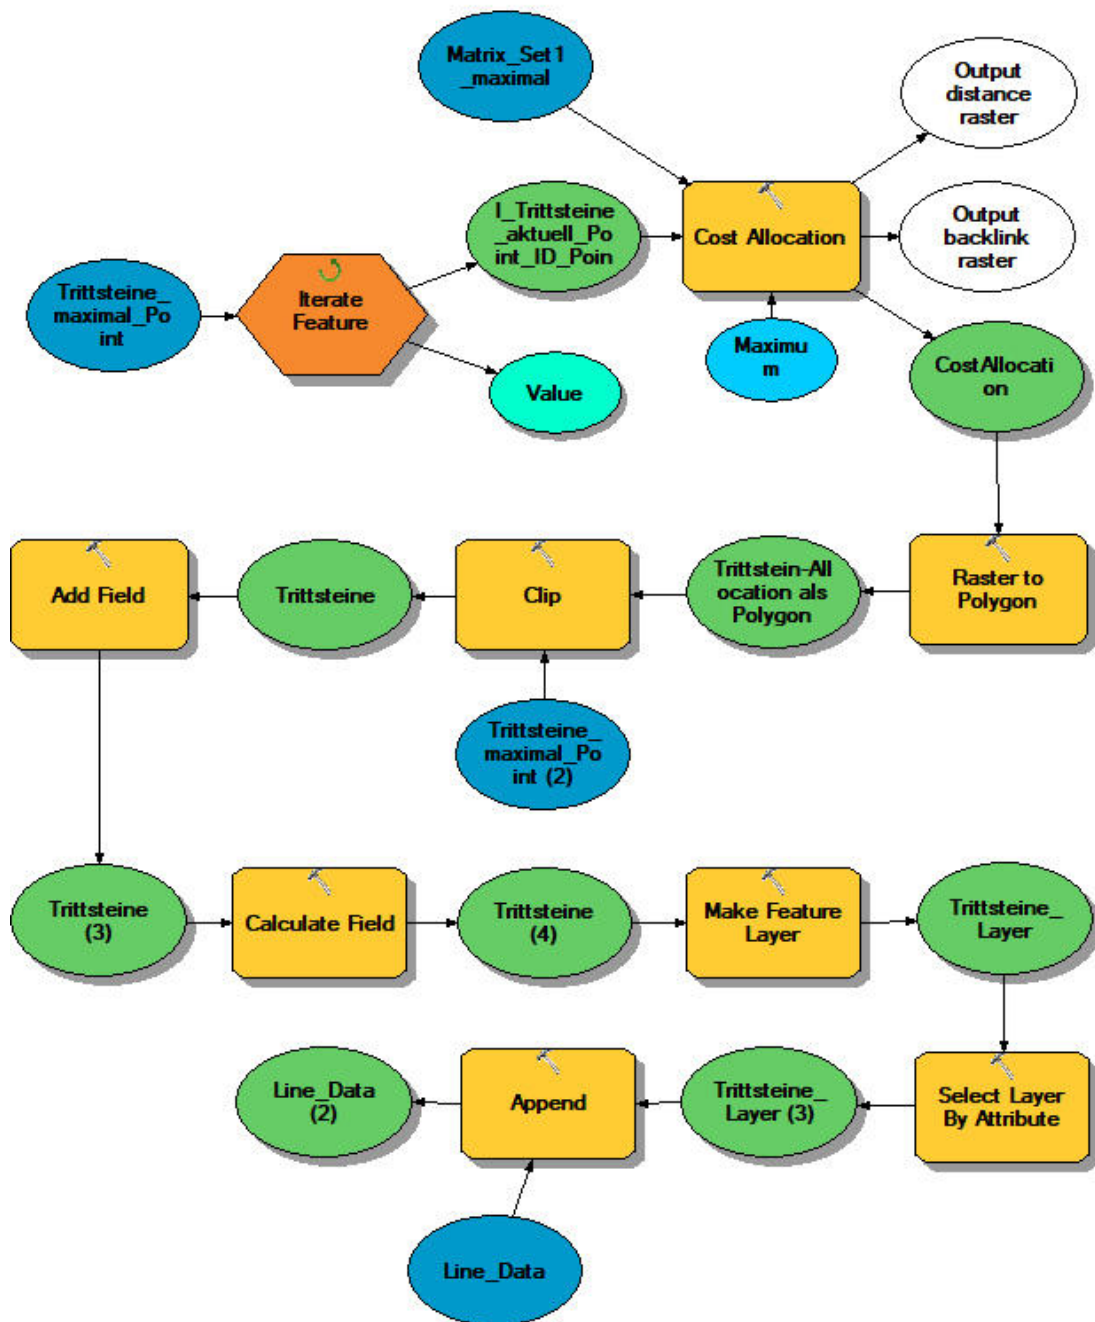 Matrix_Set1
_maximal
Output
distance
raster
I_Trittsteine
_aktuell_Po
int_ID_Poin
Cost Allocation
Output
backlink
raster
Trittsteine_
maximal_Po
int
Iterate
Feature
Maximu
m
Value
CostAllocati
on
Add Field
Trittsteine
Clip
Trittstein-All
ocation als
Polygon
Raster to
Polygon
Trittsteine_
maximal_Po
int (2)
Trittsteine
(3)
Calculate Field
Trittsteine
(4)
Make Feature
Layer
Trittsteine_
Layer
Line_Data
(2)
Append
Trittsteine_
Layer (3)
Select Layer
By Attribute
Line_Data